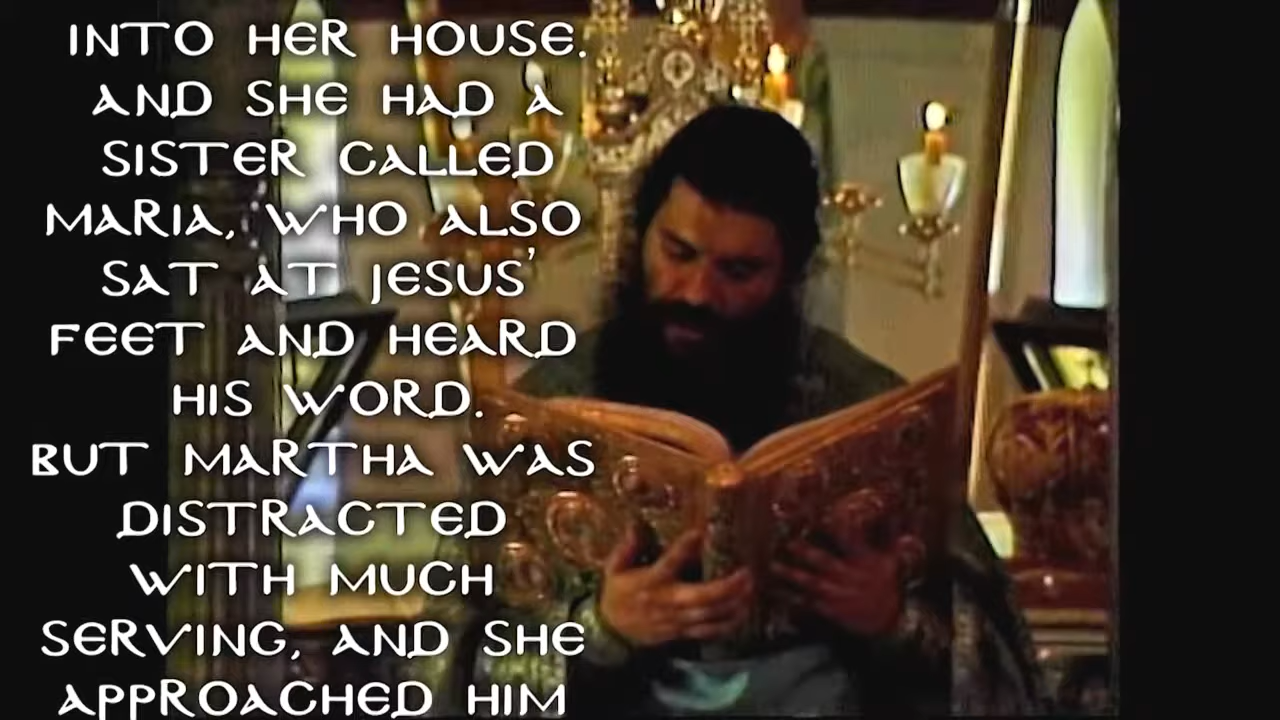 INTO HER HOUSE.
AND SHE HAD A
SISTER CALLED
MARIA, WHO ALSO
SAT AT JESUS'
FEET AND HEARD
HIS WORD.
BUT MARTHA WAS
DISTRACTED
WITH MUCH
SERVING, AND SHE
APPROACHED HIM